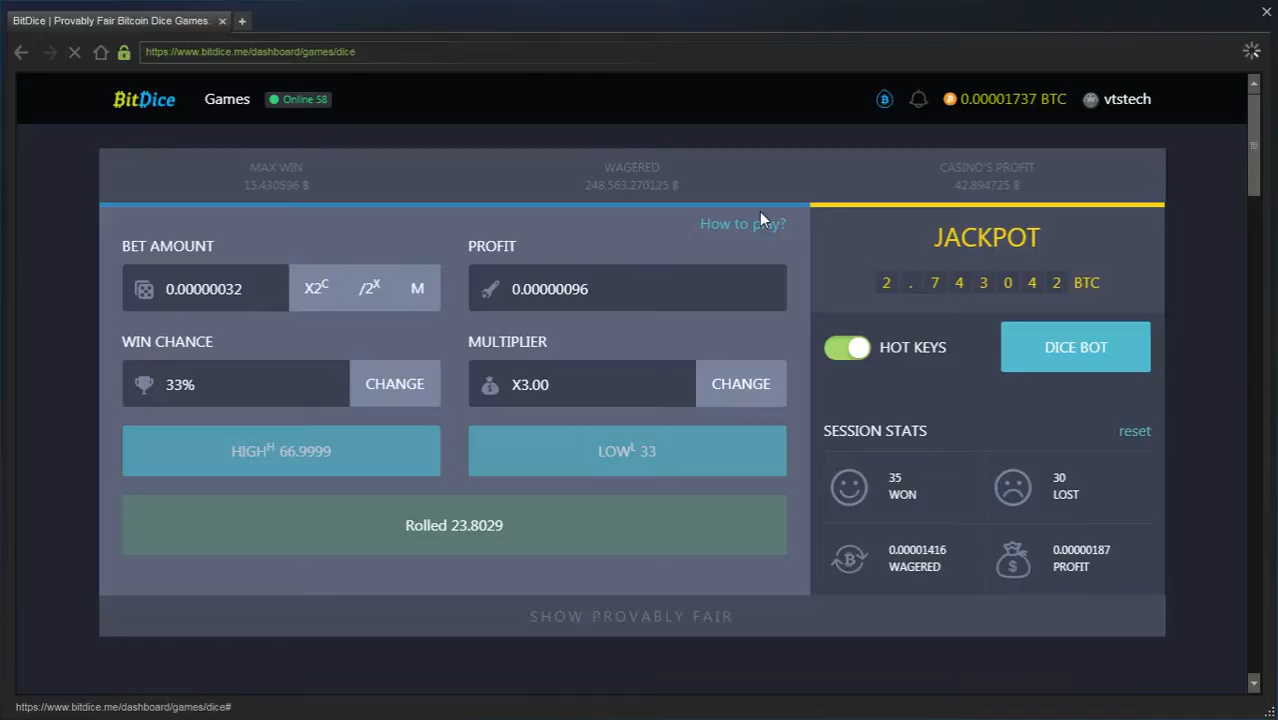 BitDice | Provably Fair Bitcoin Dice Games.
https://www.bitdice.me/dashboard/games/dice
BitDice Games Online 58 0.00001737 BTC vtstech
MAX WIN WAGERED CASINO'S PROFIT
15.430596 ฿ 248,563.270125 ฿ 42.894725 ฿
How to play?
BET AMOUNT PROFIT
0.00000032 X2C /2X M 0.00000096
WIN CHANCE MULTIPLIER
33% CHANGE X3.00 CHANGE
HIGHH 66.9999 LOWL 33
Rolled 23.8029
JACKPOT
2.743042 BTC
HOT KEYS DICE BOT
SESSION STATS reset
35 30
WON LOST
0.00001416 0.00000187
WAGERED PROFIT
SHOW PROVABLY FAIR
https://www.bitdice.me/dashboard/games/dice#